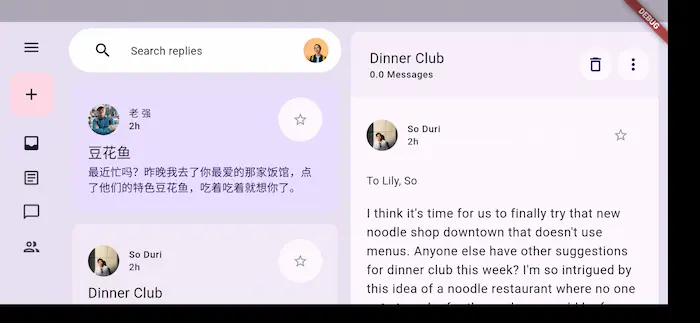 DEBUG
Search replies
老 强
2h
豆花鱼
最近忙吗？昨晚我去了你最爱的那家饭馆，点
了他们的特色豆花鱼，吃着吃着就想你了。
So Duri
2h
Dinner Club
Dinner Club
0.0 Messages
So Duri
2h
To Lily, So
I think it's time for us to finally try that new
noodle shop downtown that doesn't use
menus. Anyone else have other suggestions
for dinner club this week? I'm so intrigued by
this idea of a noodle restaurant where no one